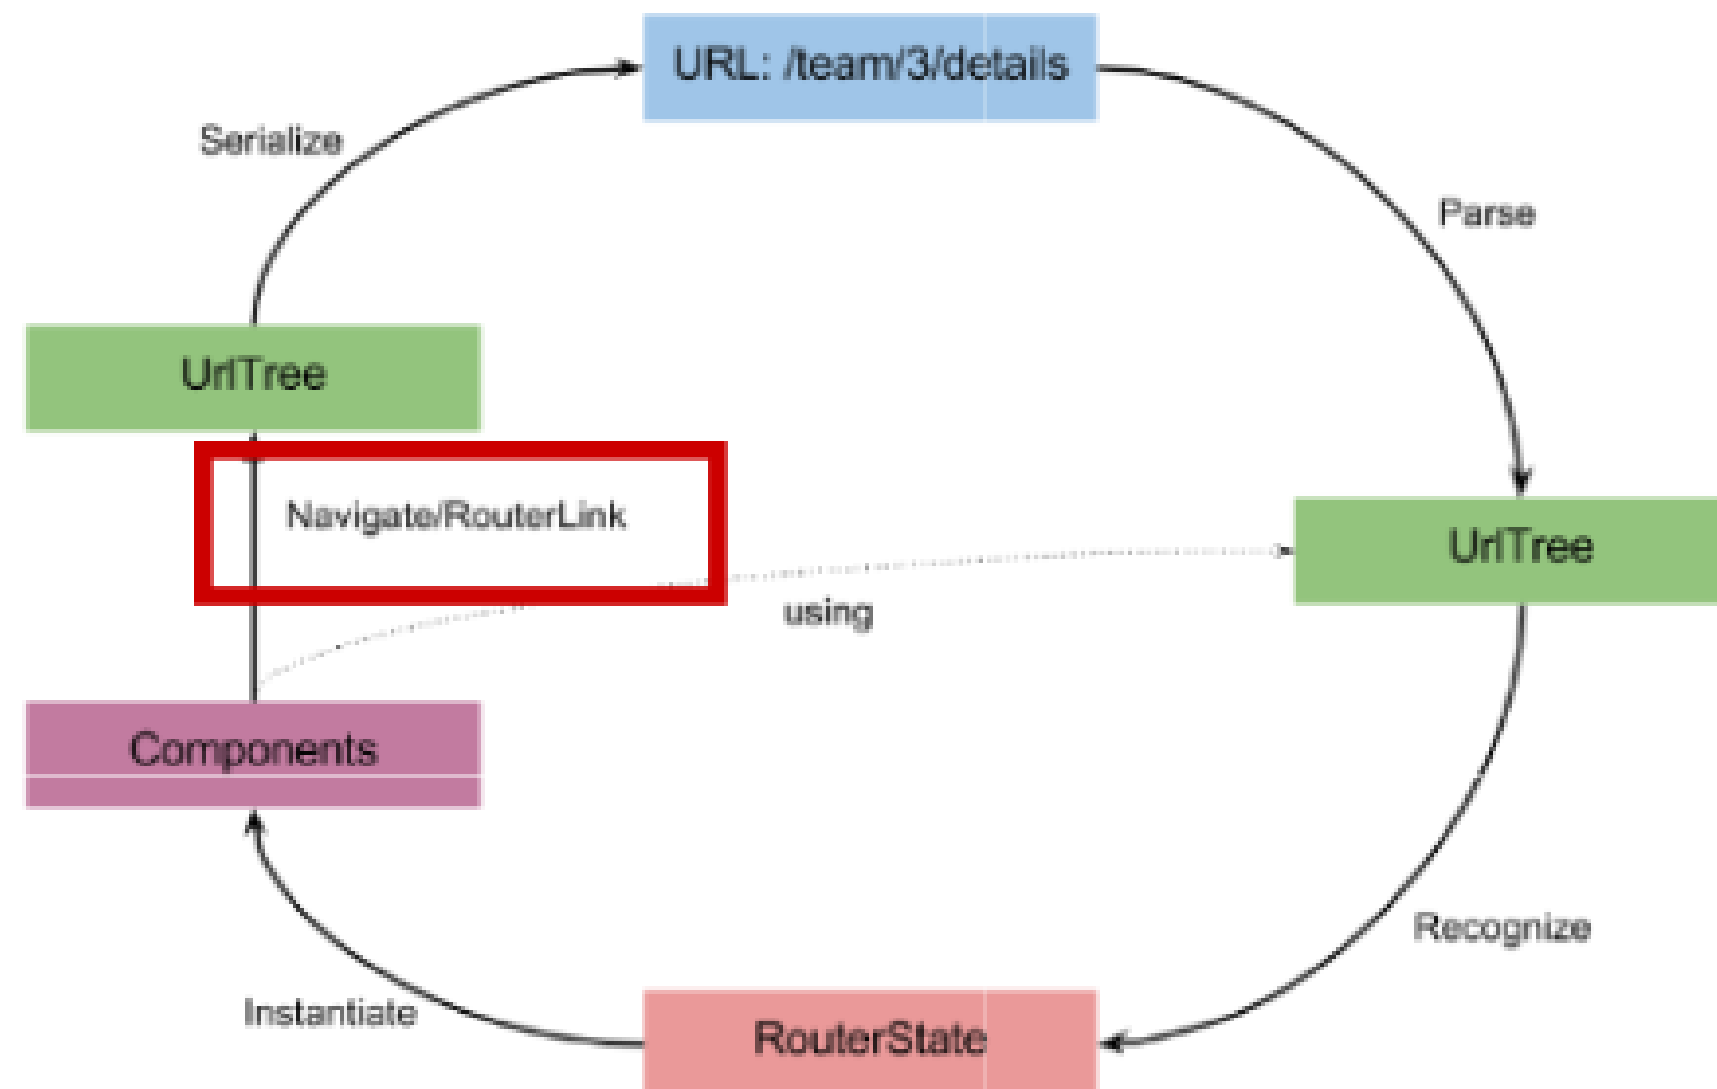 URL: /team/3/details
Serialize
Parse
UrlTree
Navigate/RouterLink
UrlTree
using
Components
Recognize
Instantiate
RouterState